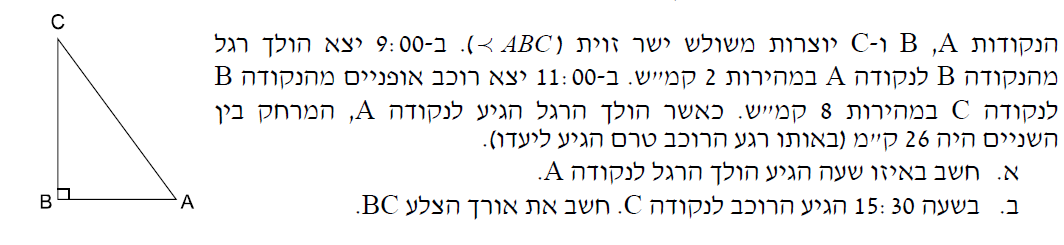 C
B
A
הנקודות A, B ו-C יוצרות משולש ישר זוית (∢ ABC). ב-9:00 יצא הולך רגל
מהנקודה B לנקודה A במהירות 2 קמ״ש. ב-11:00 יצא רוכב אופניים מהנקודה B
לנקודה C במהירות 8 קמ״ש. כאשר הולך הרגל הגיע לנקודה A, המרחק בין
השניים היה 26 ק״מ (באותו רגע הרוכב טרם הגיע ליעדו).
א. חשב באיזו שעה הגיע הולך הרגל לנקודה A.
ב. בשעה 15:30 הגיע הרוכב לנקודה C. חשב את אורך הצלע BC.